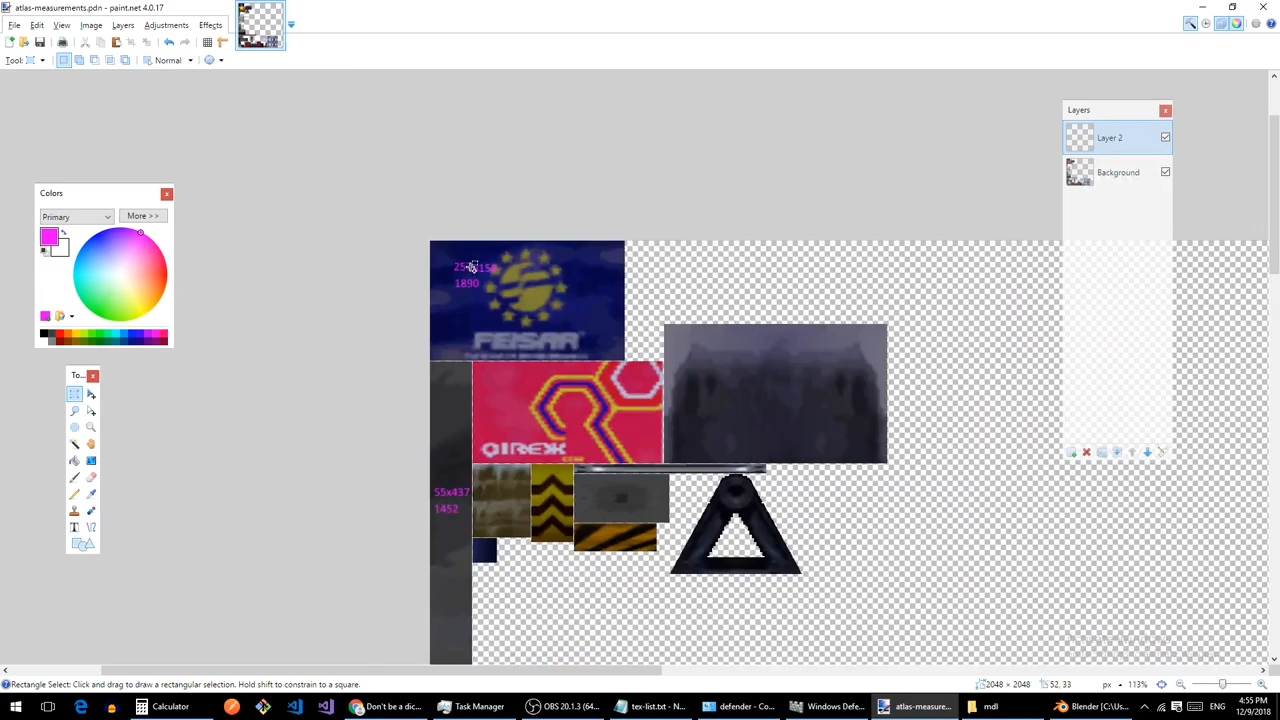 atlas-measurements.pdn - paint.net 4.0.17
File Edit View Image Layers Adjustments Effects
Tool: Normal
Layers
Layer 2
Background
Colors
Primary
More >>
To...
1890
FEISAR
QIREX
55x437
1452
Rectangle Select: Click and drag to draw a rectangular selection. Hold shift to constrain to a square.
2048 × 2048
52, 33
px
113%
Calculator
Don't be a dic...
Task Manager
OBS 20.1.3 (64...
tex-list.txt - N...
defender - Co...
Windows Defe...
atlas-measure...
mdl
Blender [C:\Us...
4:55 PM
12/9/2018
ENG